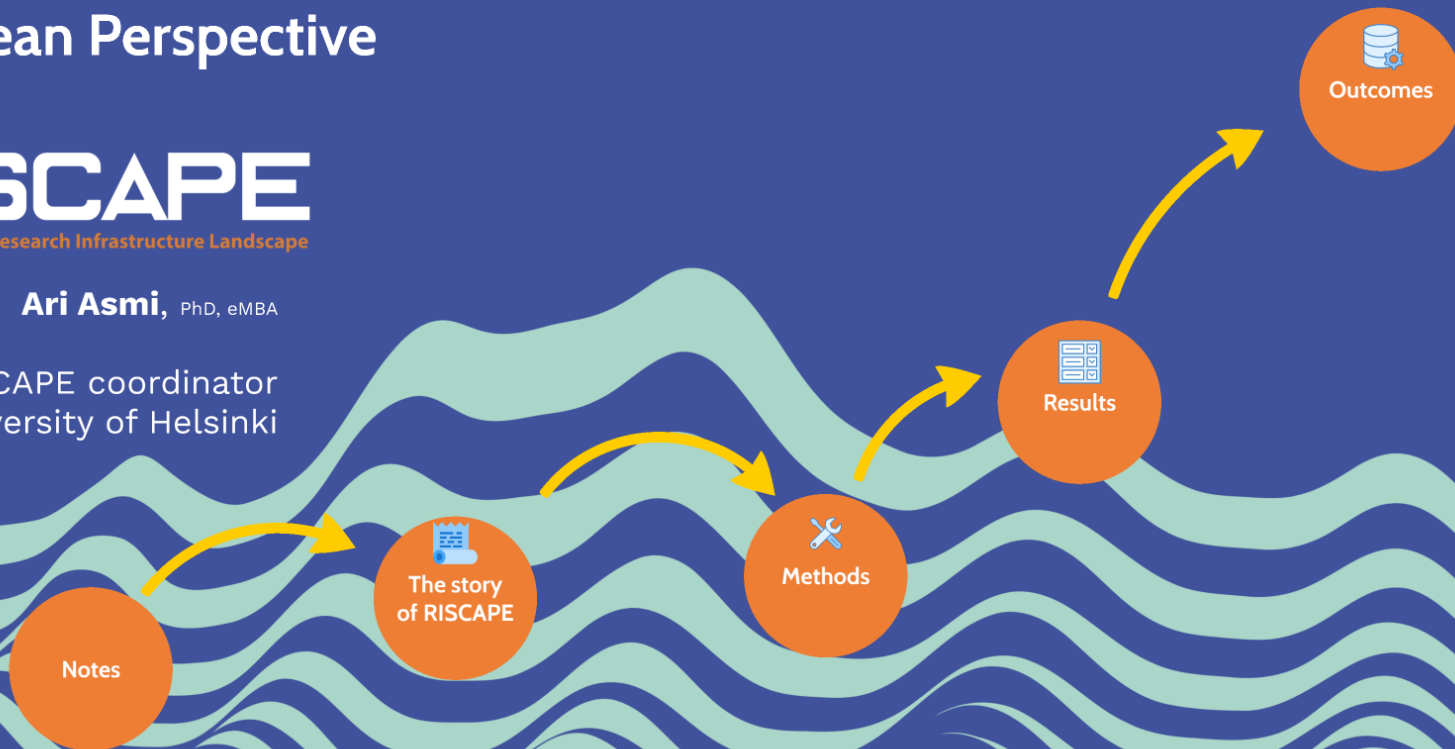 ean Perspective
SCAPE
esearch Infrastructure Landscape
Ari Asmi, PhD, eMBA
CAPE coordinator
versity of Helsinki
Outcomes
Results
Methods
The story
of RISCAPE
Notes